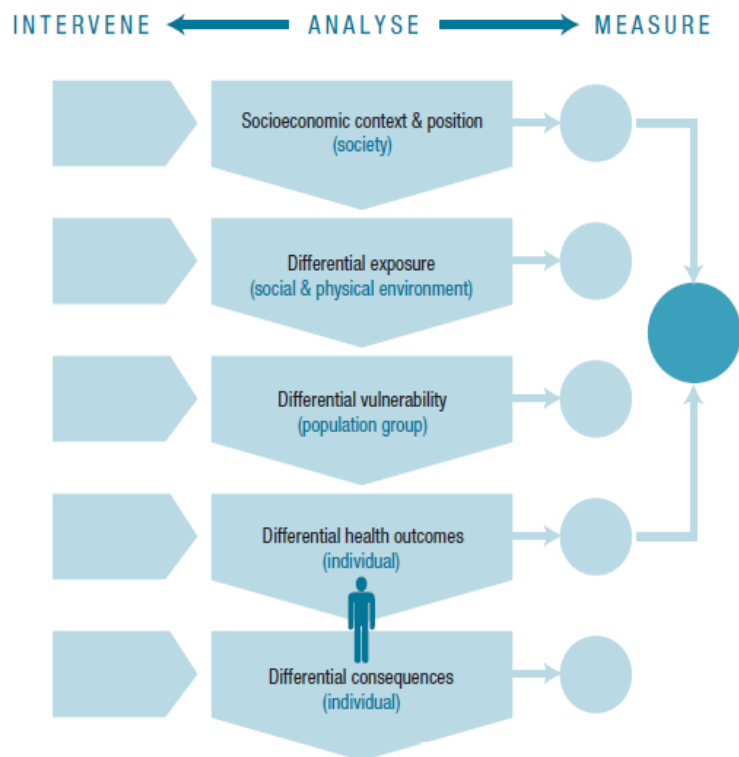 INTERVENE ANALYSE MEASURE
Socioeconomic context & position
(society)
Differential exposure
(social & physical environment)
Differential vulnerability
(population group)
Differential health outcomes
(individual)
Differential consequences
(individual)